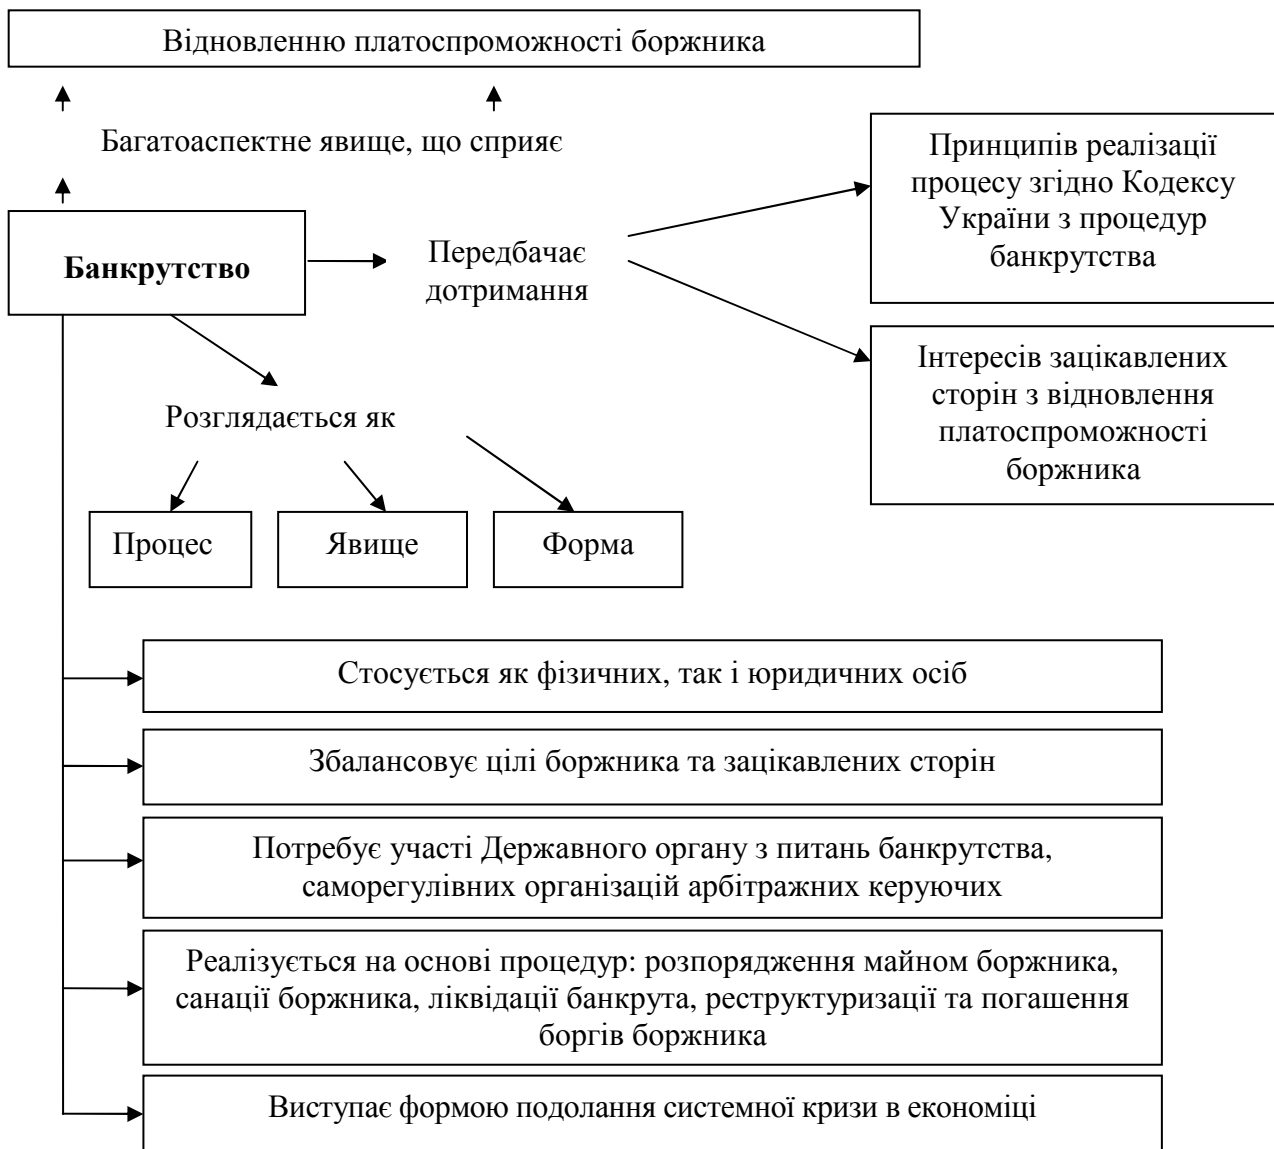 Відновленню платоспроможності боржника
Багатоаспектне явище, що сприяє
Принципів реалізації
процесу згідно Кодексу
України з процедур
банкрутства
Банкрутство
Передбачає
дотримання
Інтересів зацікавлених
сторін з відновлення
платоспроможності
боржника
Розглядається як
Процес
Явище
Форма
Стосується як фізичних, так і юридичних осіб
Збалансовує цілі боржника та зацікавлених сторін
Потребує участі Державного органу з питань банкрутства,
саморегулівних організацій арбітражних керуючих
Реалізується на основі процедур: розпорядження майном боржника,
санації боржника, ліквідації банкрута, реструктуризації та погашення
боргів боржника
Виступає формою подолання системної кризи в економіці